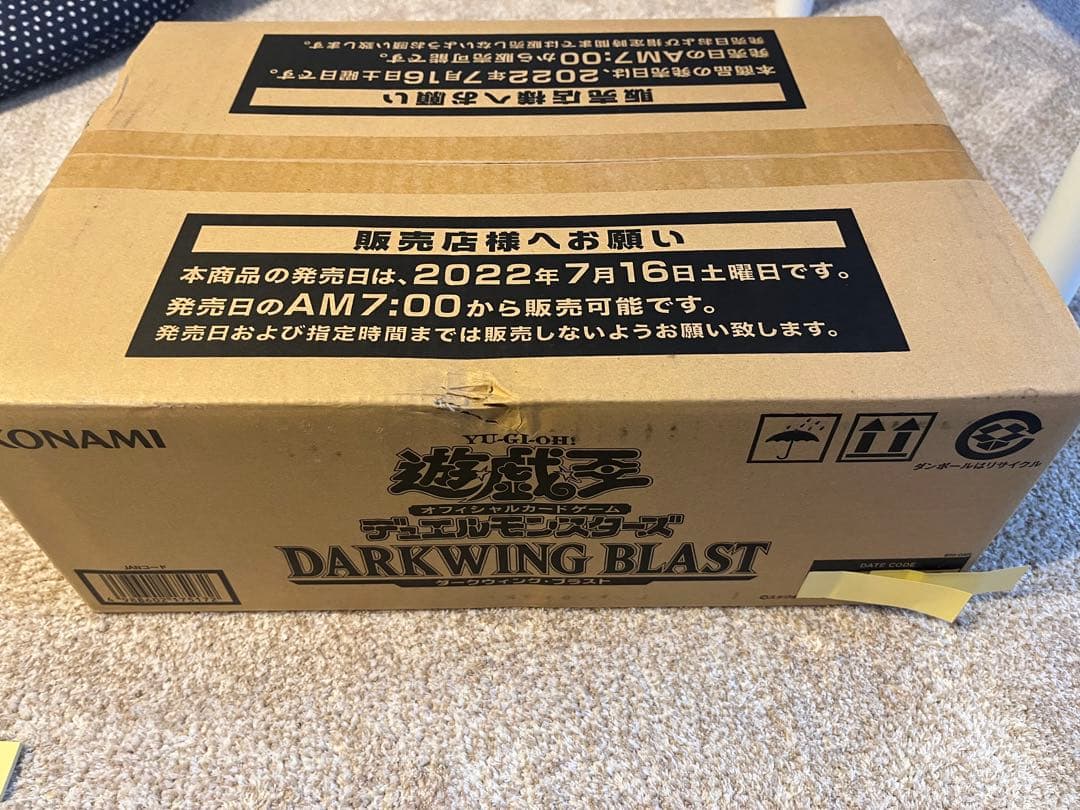 販売店様へお願い
本商品の発売日は、2022年7月16日土曜日です。
発売日のAM7:00から販売可能です。
発売日および指定時間までは販売しないようお願い致します。
販売店様へお願い
本商品の発売日は、2022年7月16日土曜日です。
発売日のAM7:00から販売可能です。
発売日および指定時間までは販売しないようお願い致します。
KONAMI
YU-GI-OH!
遊戯王
オフィシャルカードゲーム
デュエルモンスターズ
DARKWING BLAST
ダークウィング・ブラスト
ダンボールはリサイクル
JANコード
DATE CODE